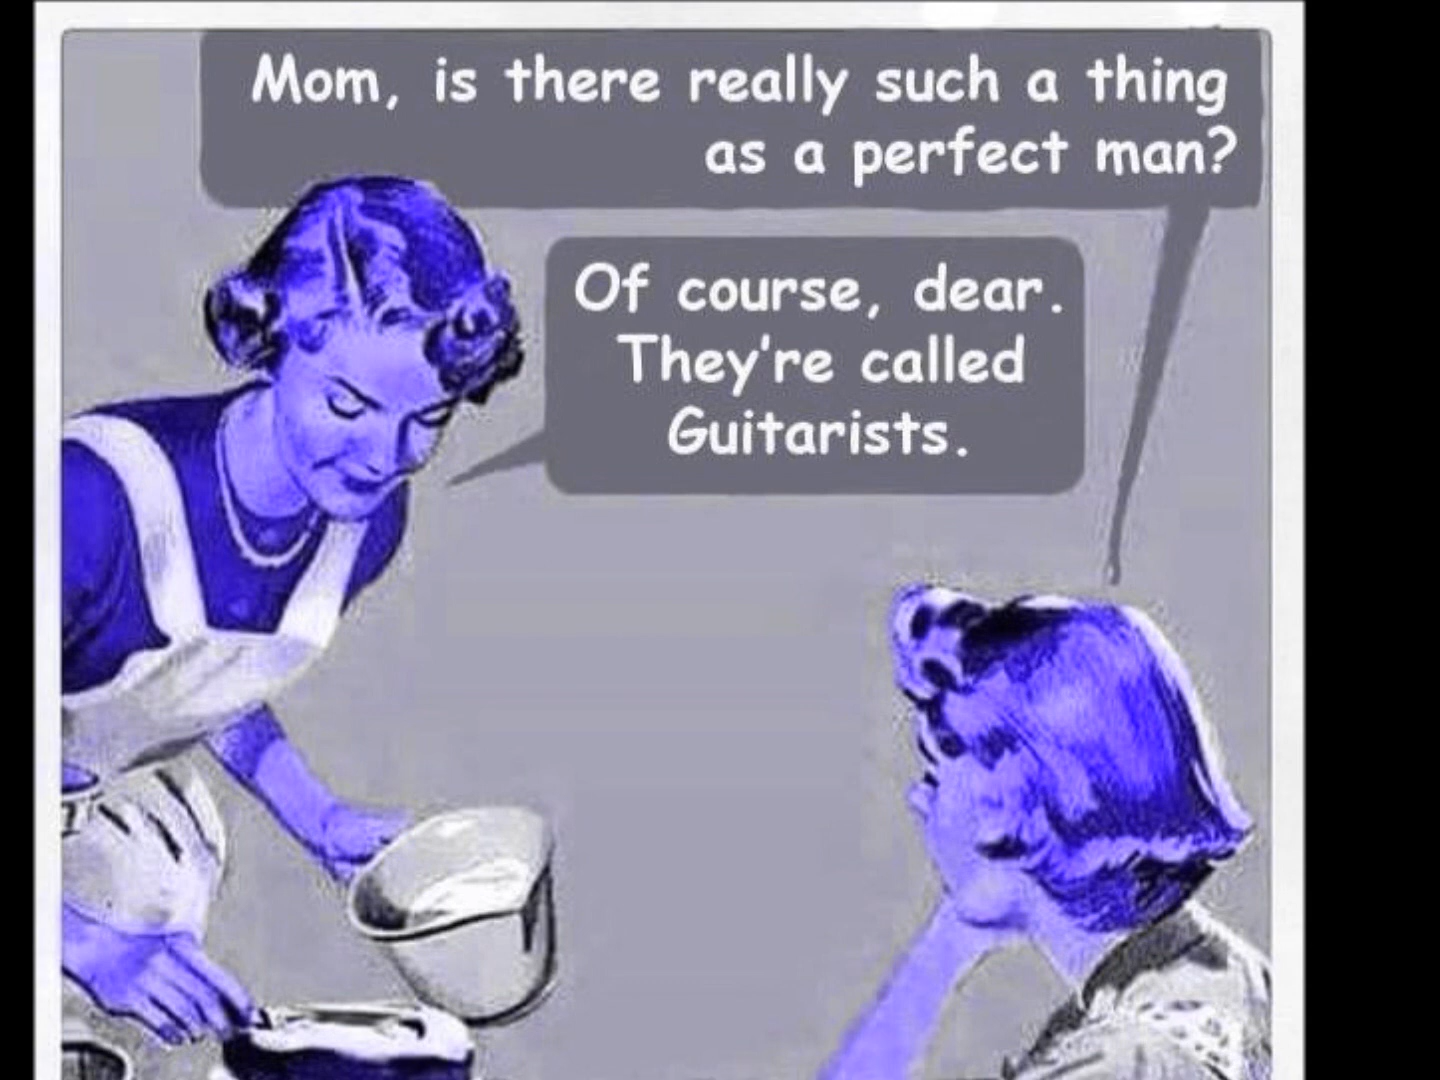 Mom, is there really such a thing
as a perfect man?
Of course, dear.
They're called
Guitarists.